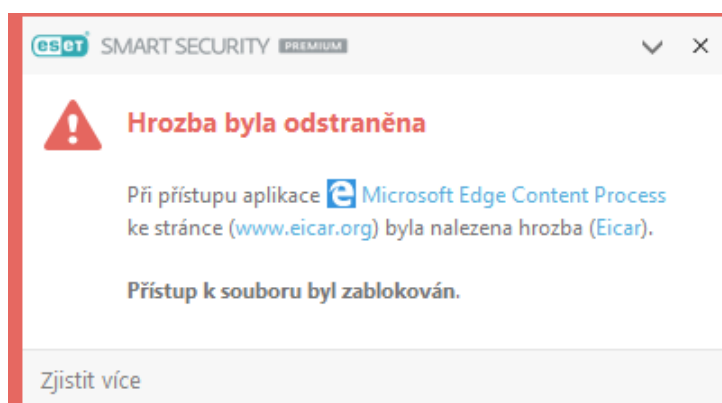 eseT SMART SECURITY PREMIUM
Hrozba byla odstraněna
Při přístupu aplikace Microsoft Edge Content Process
ke stránce (www.eicar.org) byla nalezena hrozba (Eicar).
Přístup k souboru byl zablokován.
Zjistit více